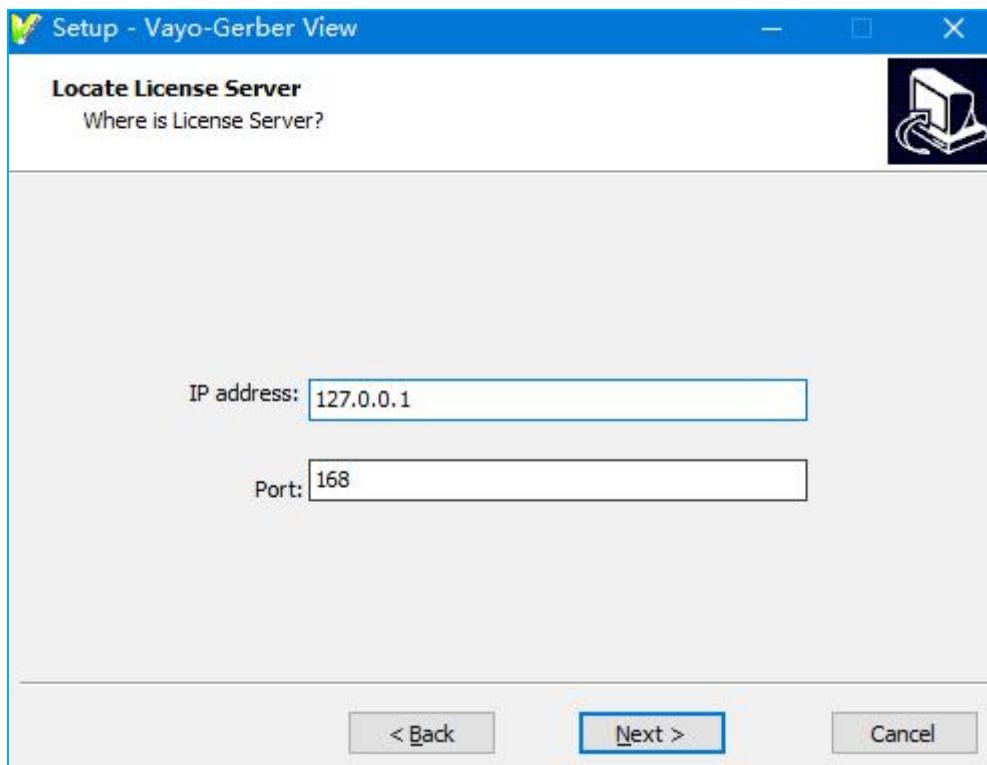 Setup - Vayo-Gerber View
Locate License Server
Where is License Server?
IP address: 127.0.0.1
Port: 168
< Back Next > Cancel